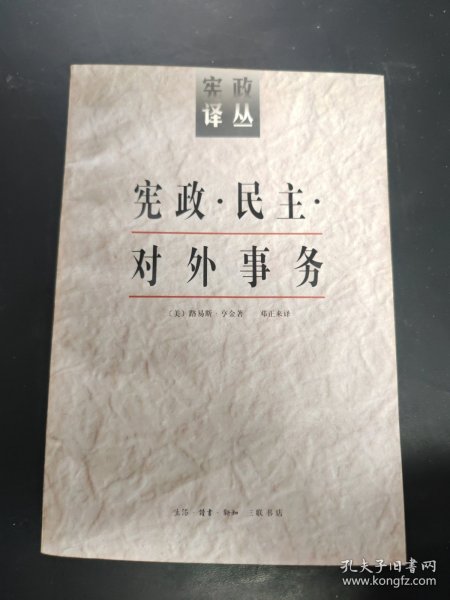 宪政
译丛
宪政·民主·
对外事务
〔美〕路易斯·亨金著 邓正来译
生活·读书·新知 三联书店
孔夫子旧书网
www.kongfz.com